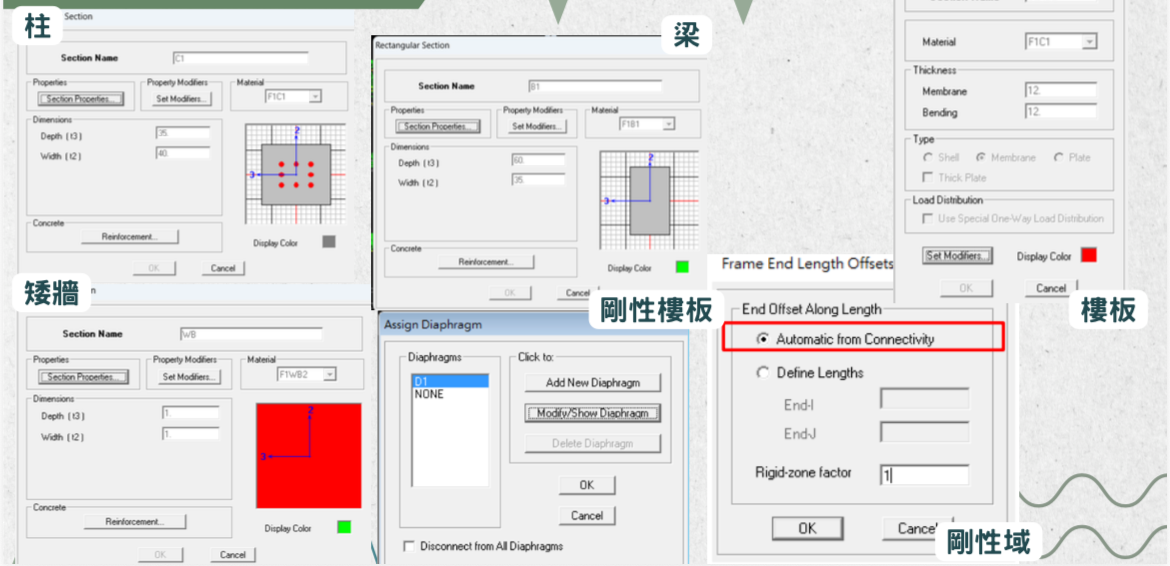 柱
Section
Section Name
C1
Properties
Section Properties...
Property Modifiers
Set Modifiers...
Material
F1C1
Dimensions
Depth (t3)
35.
Width (t2)
40.
2
3
Concrete
Reinforcement...
Display Color
OK
Cancel
梁
Rectangular Section
Section Name
B1
Properties
Section Properties...
Property Modifiers
Set Modifiers...
Material
F1B1
Dimensions
Depth (t3)
60.
Width (t2)
35.
2
3
Concrete
Reinforcement...
Display Color
OK
Cancel
Material
F1C1
Thickness
Membrane
12.
Bending
12.
Type
Shell
Membrane
Plate
Thick Plate
Load Distribution
Use Special One-Way Load Distribution
Set Modifiers...
Display Color
OK
Cancel
樓板
矮牆
Section Name
WB
Properties
Section Properties...
Property Modifiers
Set Modifiers...
Material
F1WB2
Dimensions
Depth (t3)
1.
Width (t2)
1.
2
3
Concrete
Reinforcement...
Display Color
OK
Cancel
剛性樓板
Assign Diaphragm
Diaphragms
D1
NONE
Click to:
Add New Diaphragm
Modify/Show Diaphragm
Delete Diaphragm
OK
Cancel
Disconnect from All Diaphragms
Frame End Length Offsets
End Offset Along Length
Automatic from Connectivity
Define Lengths
End-I
End-J
Rigid-zone factor
1
OK
Cancel
剛性域